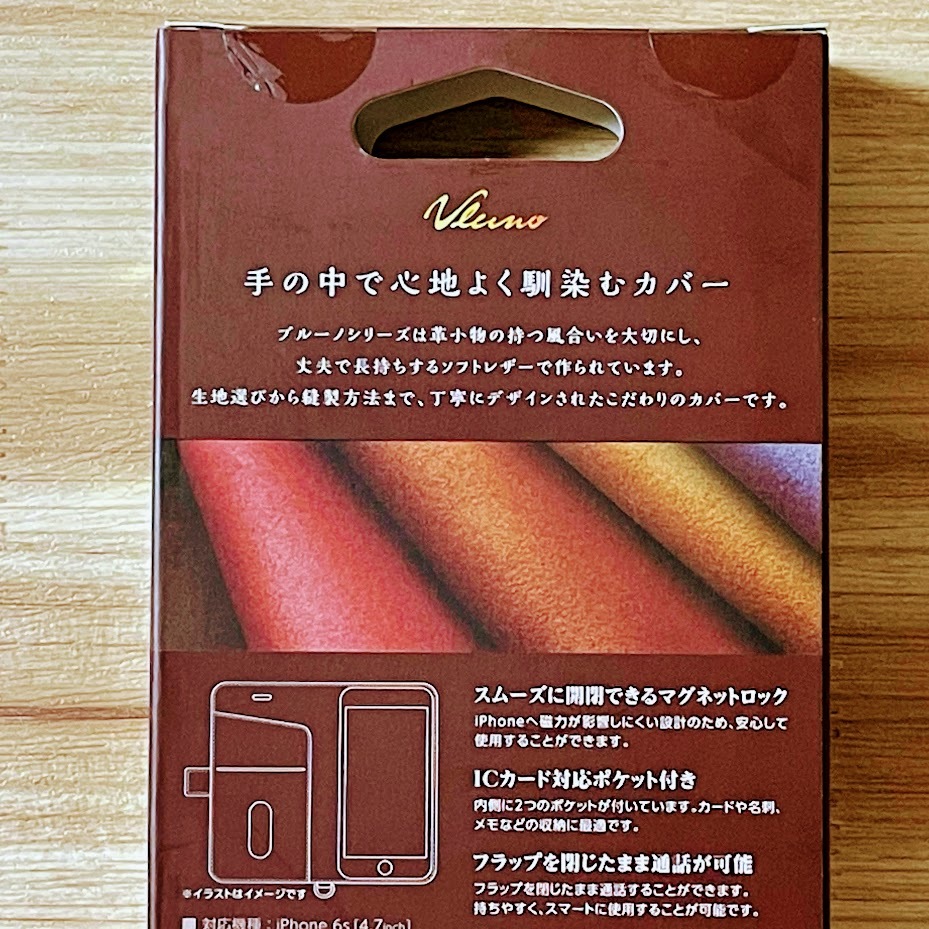 Vluno
手の中で心地よく馴染むカバー
ブルーノシリーズは革小物の持つ風合いを大切にし、
丈夫で長持ちするソフトレザーで作られています。
生地選びから縫製方法まで、丁寧にデザインされたこだわりのカバーです。
スムーズに開閉できるマグネットロック
iPhoneへ磁力が影響しにくい設計のため、安心して
使用することができます。
ICカード対応ポケット付き
内側に2つのポケットが付いています。カードや名刺、
メモなどの収納に最適です。
フラップを閉じたまま通話が可能
フラップを閉じたまま通話することができます。
持ちやすく、スマートに使用することが可能です。
※イラストはイメージです
■ 対応機種：iPhone 6s [4.7inch]